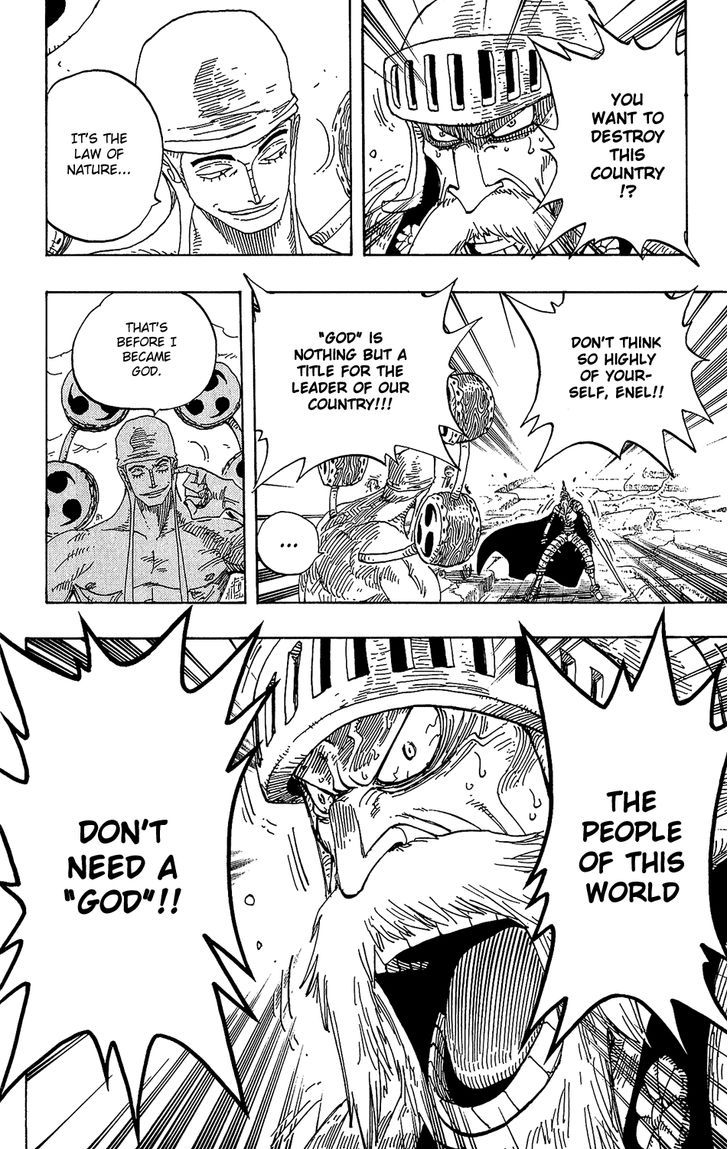 YOU
WANT TO
DESTROY
THIS
COUNTRY
!?
IT'S THE
LAW OF
NATURE...
DON'T THINK
SO HIGHLY
OF YOUR-
SELF, ENEL!!
"GOD" IS
NOTHING BUT A
TITLE FOR THE
LEADER OF OUR
COUNTRY!!!
...
THAT'S
BEFORE I
BECAME
GOD.
THE
PEOPLE
OF THIS
WORLD
DON'T
NEED A
"GOD"!!